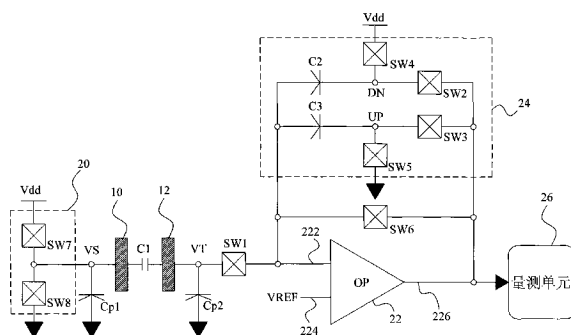 Vdd
C2
SW4
DN
SW2
C3
UP
SW3
24
SW5
20
Vdd
10
12
SW6
26
SW7
VS
C1
VT
SW1
222
OP
量测单元
SW8
Cp1
Cp2
VREF
224
22
226